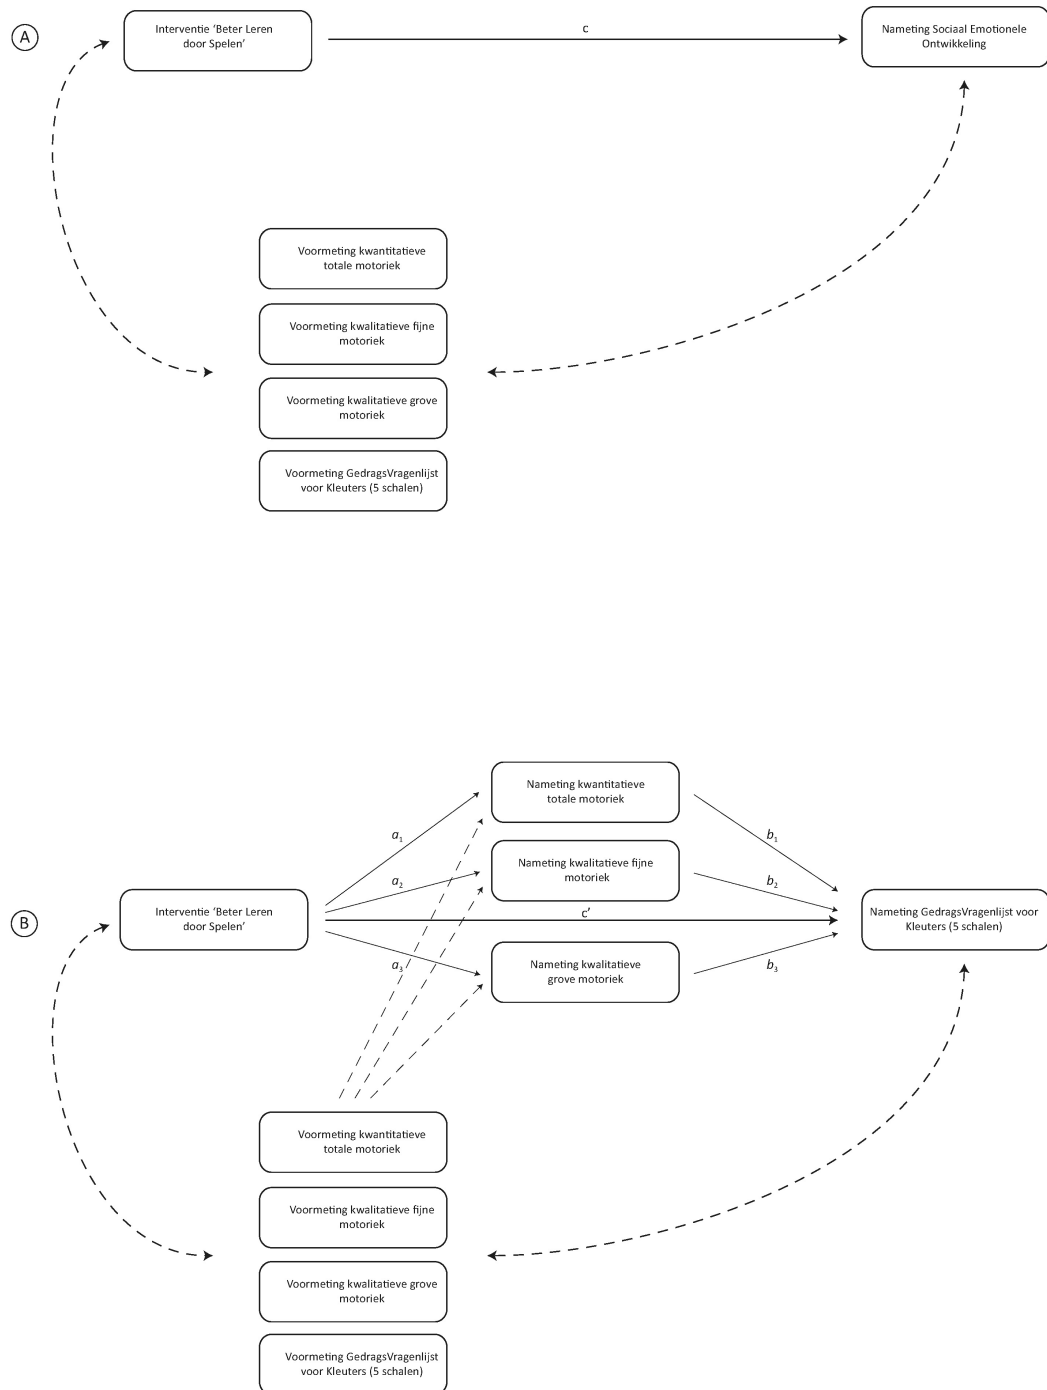 A
Interventie ‘Beter Leren
door Spelen’
c
Nameting Sociaal Emotionele
Ontwikkeling
Voormeting kwantitatieve
totale motoriek
Voormeting kwalitatieve fijne
motoriek
Voormeting kwalitatieve grove
motoriek
Voormeting GedragsVragenlijst
voor Kleuters (5 schalen)
B
Interventie ‘Beter Leren
door Spelen’
a₁
a₂
c’
a₃
Nameting kwantitatieve
totale motoriek
Nameting kwalitatieve fijne
motoriek
Nameting kwalitatieve
grove motoriek
b₁
b₂
b₃
Nameting GedragsVragenlijst voor
Kleuters (5 schalen)
Voormeting kwantitatieve
totale motoriek
Voormeting kwalitatieve fijne
motoriek
Voormeting kwalitatieve grove
motoriek
Voormeting GedragsVragenlijst
voor Kleuters (5 schalen)